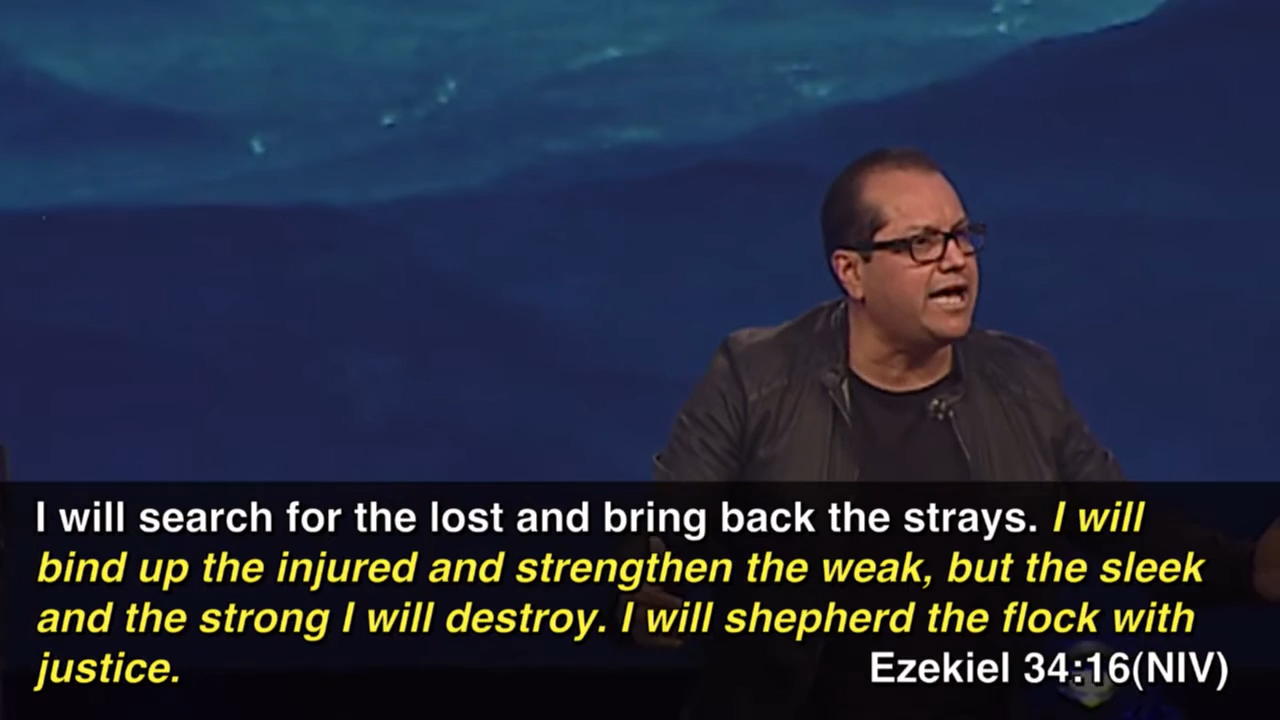 I will search for the lost and bring back the strays. I will
bind up the injured and strengthen the weak, but the sleek
and the strong I will destroy. I will shepherd the flock with
justice.
Ezekiel 34:16(NIV)